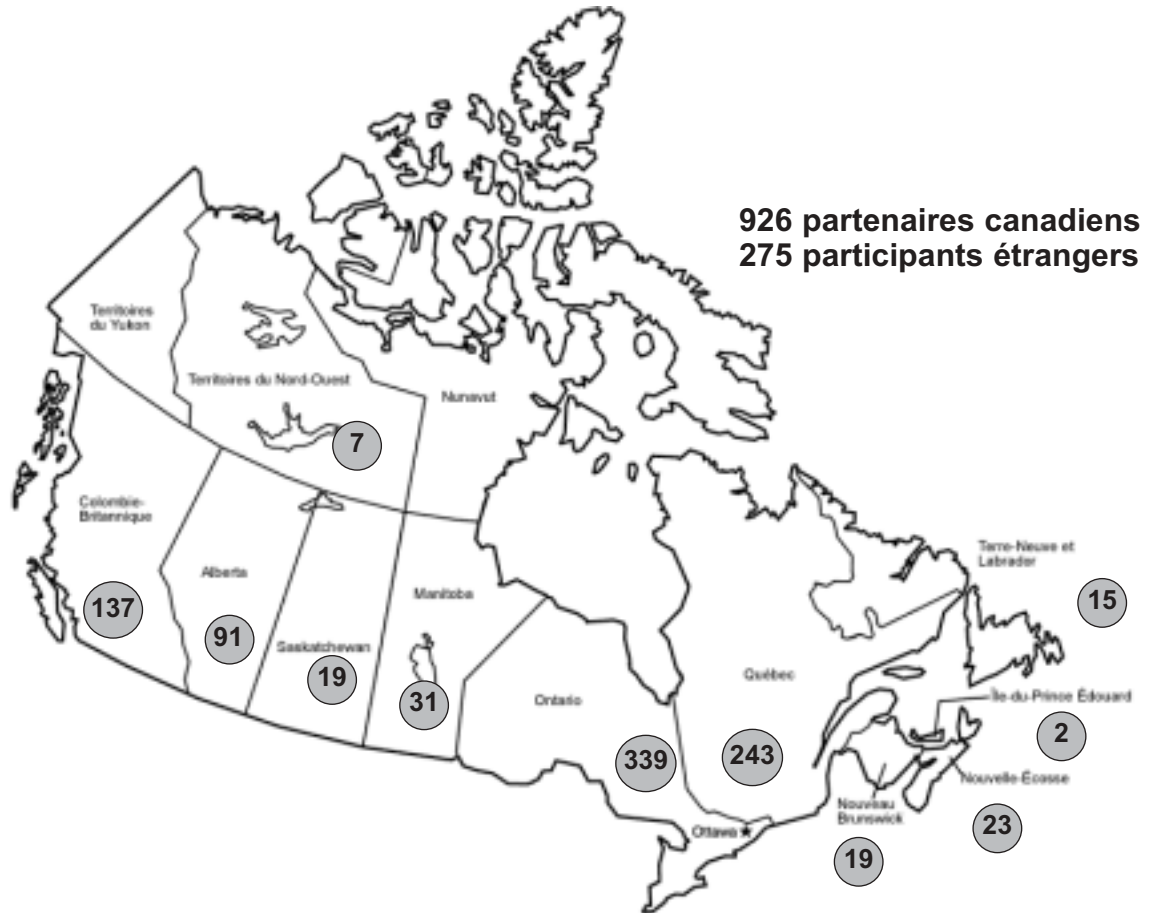 926 partenaires canadiens
275 participants étrangers
Territoires
du Yukon
Territoires du Nord-Ouest
Nunavut
7
Colombie-
Britannique
Alberta
Manitoba
Saskatchewan
137
91
19
31
Ontario
Québec
339
243
Terre-Neuve et
Labrador
15
Île-du-Prince Édouard
2
Nouvelle-Écosse
23
Nouveau
Brunswick
19
Ottawa